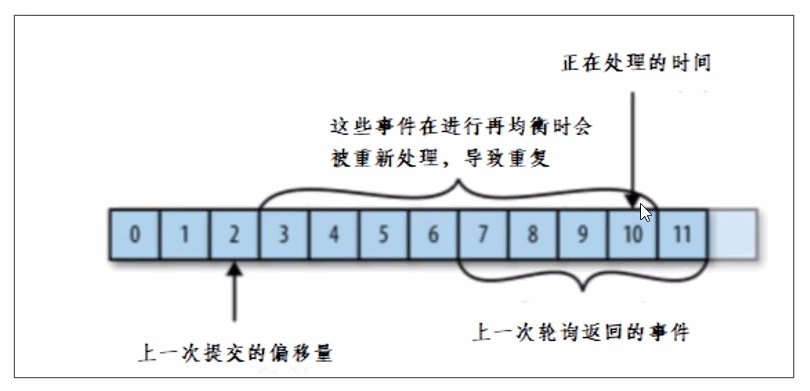 正在处理的时间
这些事件在进行再均衡时会
被重新处理，导致重复
0 1 2 3 4 5 6 7 8 9 10 11
上一次轮询返回的事件
上一次提交的偏移量